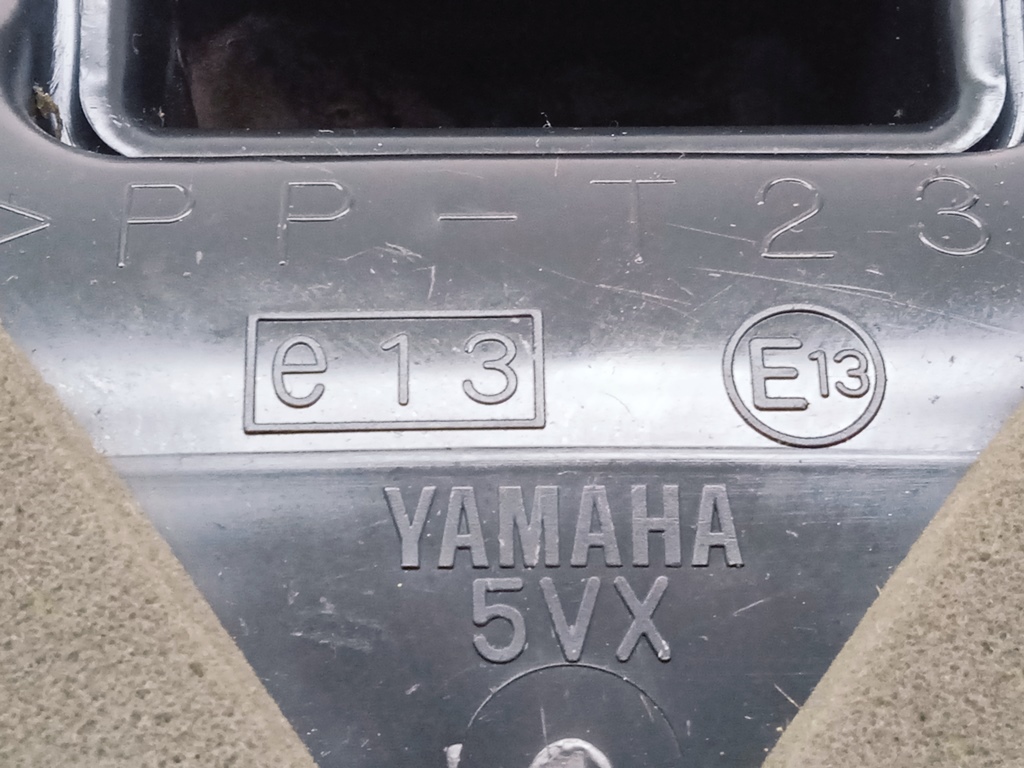 >PP-T23
e13 E13
YAMAHA
5VX